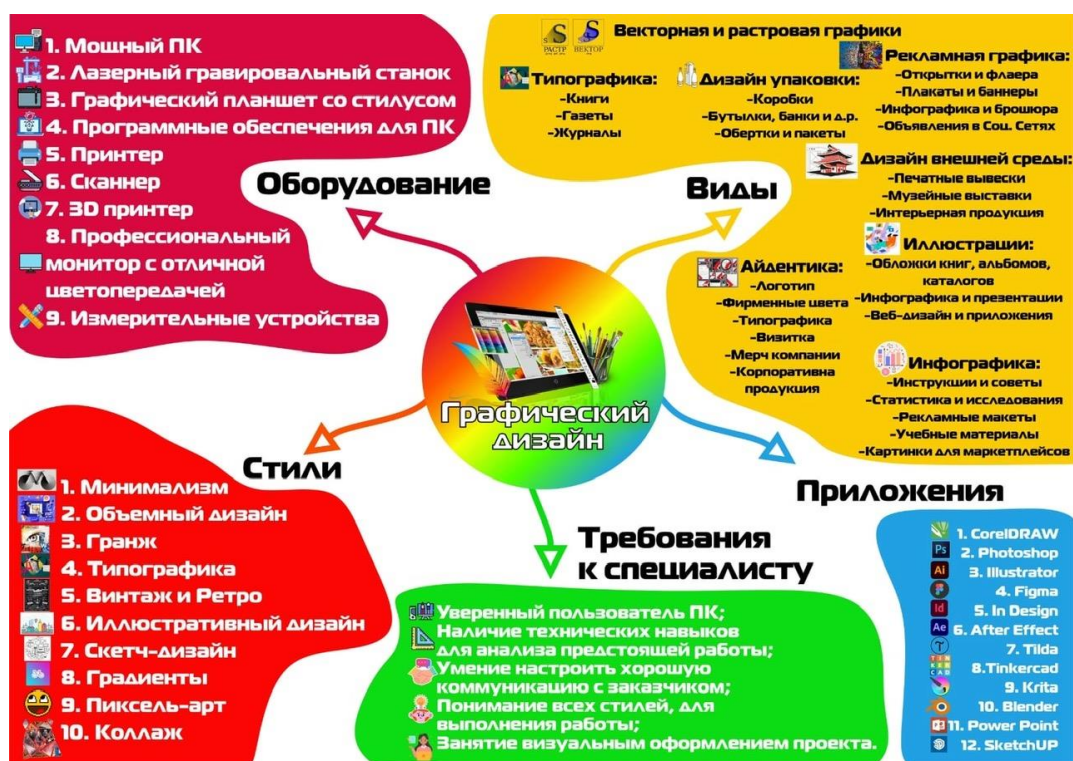 1. Мощный ПК
2. Лазерный гравировальный станок
3. Графический планшет со стилусом
4. Программные обеспечения для ПК
5. Принтер
6. Сканнер
7. 3D принтер
8. Профессиональный
монитор с отличной
цветопередачей
9. Измерительные устройства
Оборудование
S
РАСТР
S
ВЕКТОР
Векторная и растровая графики
Типографика:
-Книги
-Газеты
-Журналы
Дизайн упаковки:
-Коробки
-Бутылки, банки и д.р.
-Обертки и пакеты
Рекламная графика:
-Открытки и флаера
-Плакаты и баннеры
-Инфографика и брошюра
-Объявления в Соц. Сетях
Виды
Дизайн внешней среды:
-Печатные вывески
-Музейные выставки
-Интерьерная продукция
Айдентика:
-Логотип
-Фирменные цвета
-Типографика
-Визитка
-Мерч компании
-Корпоративна
продукция
Иллюстрации:
-Обложки книг, альбомов,
каталогов
-Инфографика и презентации
-Веб-дизайн и приложения
Инфографика:
-Инструкции и советы
-Статистика и исследования
-Рекламные макеты
-Учебные материалы
-Картинки для маркетплейсов
Графический
дизайн
Стили
1. Минимализм
2. Объемный дизайн
3. Гранж
4. Типографика
5. Винтаж и Ретро
6. Иллюстративный дизайн
7. Скетч-дизайн
8. Градиенты
9. Пиксель-арт
10. Коллаж
Требования
к специалисту
Уверенный пользователь ПК;
Наличие технических навыков
для анализа предстоящей работы;
Умение настроить хорошую
коммуникацию с заказчиком;
Понимание всех стилей, для
выполнения работы;
Занятие визуальным оформлением проекта.
Приложения
1. CorelDRAW
Ps 2. Photoshop
Ai 3. Illustrator
4. Figma
Id 5. In Design
Ae 6. After Effect
T 7. Tilda
TINKERCAD 8.Tinkercad
9. Krita
10. Blender
11. Power Point
12. SketchUP